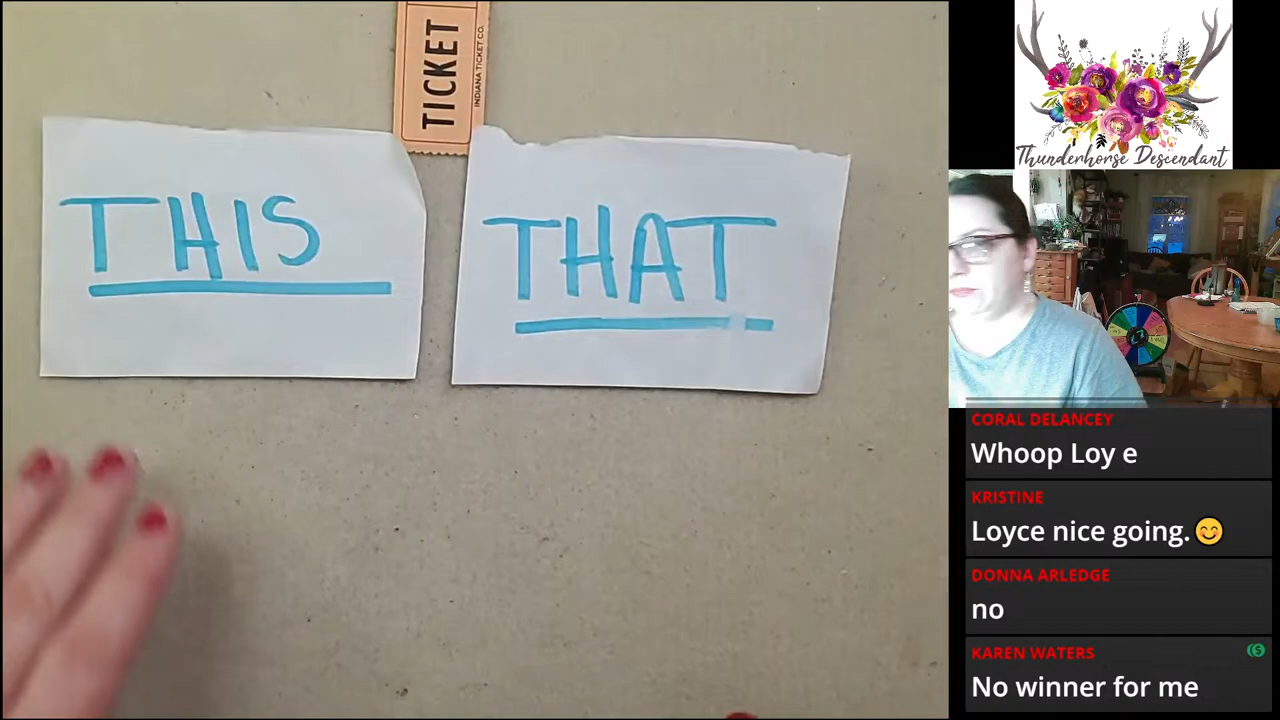 TICKET
INDIANA TICKET CO.
THIS
THAT
Thunderhorse Descendant
CORAL DELANCEY
Whoop Loy e
KRISTINE
Loyce nice going. 😊
DONNA ARLEDGE
no
KAREN WATERS
No winner for me